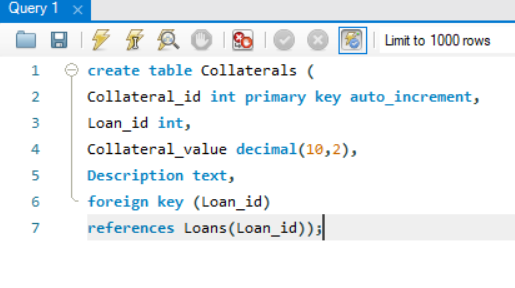 Query 1 ×
Limit to 1000 rows
1 create table Collaterals (
2 Collateral_id int primary key auto_increment,
3 Loan_id int,
4 Collateral_value decimal(10,2),
5 Description text,
6 foreign key (Loan_id)
7 references Loans(Loan_id));